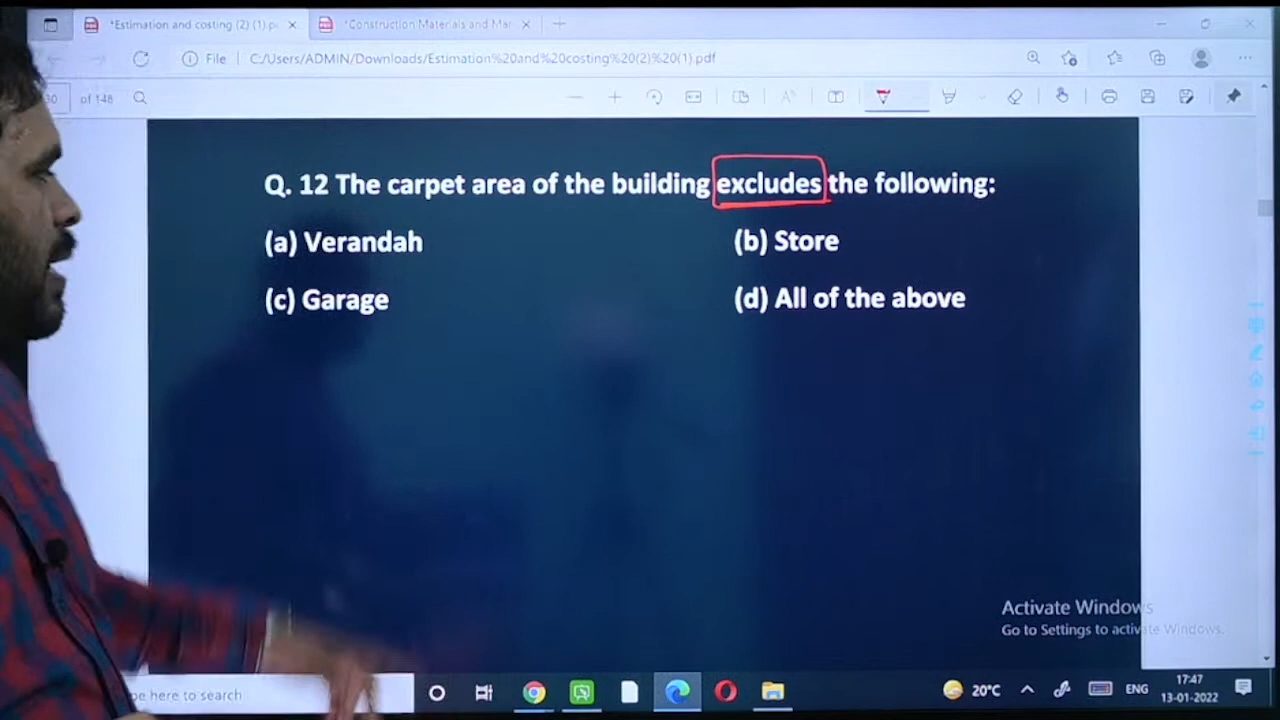 *Estimation and costing (2) (1).p
*Construction Materials and Mar
File
C:/Users/ADMIN/Downloads/Estimation%20and%20costing%20(2)%20(1).pdf
of 148
Q. 12 The carpet area of the building excludes the following:
(a) Verandah
(b) Store
(c) Garage
(d) All of the above
Activate Windows
Go to Settings to activate Windows.
pe here to search
20°C
ENG
17:47
13-01-2022